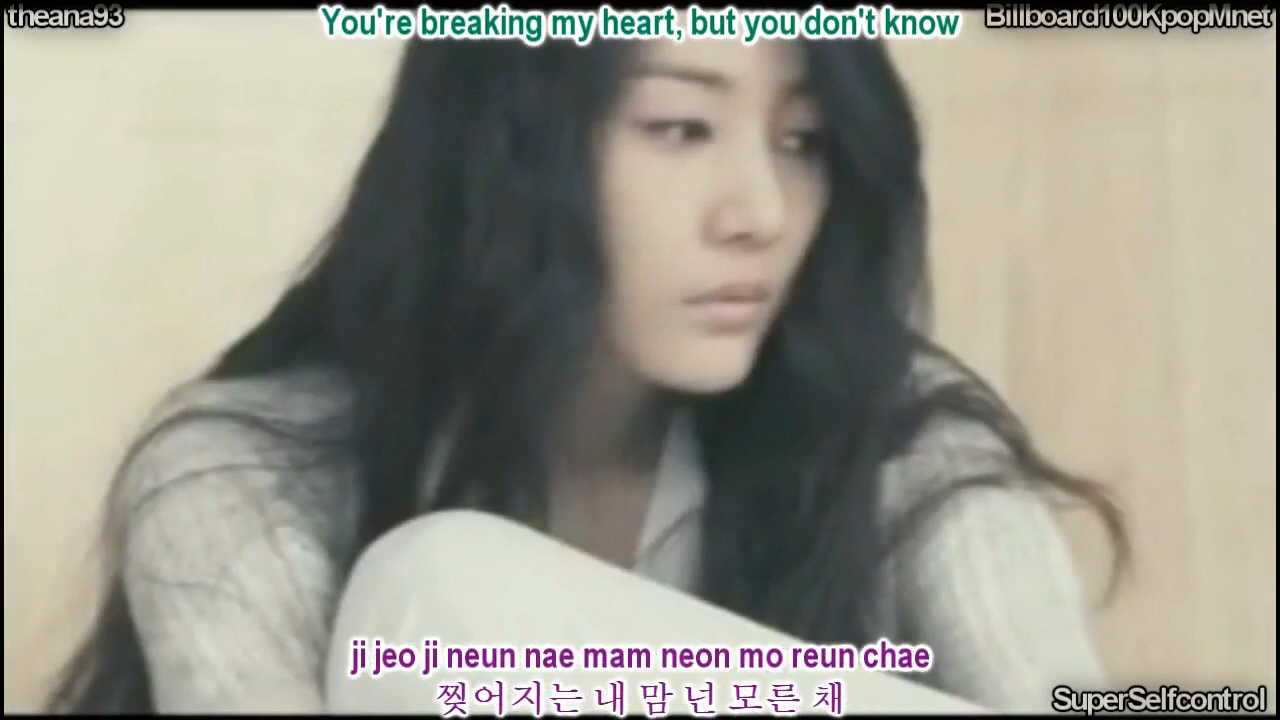 theana93
You're breaking my heart, but you don't know
Billboard100KpopMnet
ji jeo ji neun nae mam neon mo reun chae
찢어지는 내 맘 넌 모른 채
SuperSelfcontrol